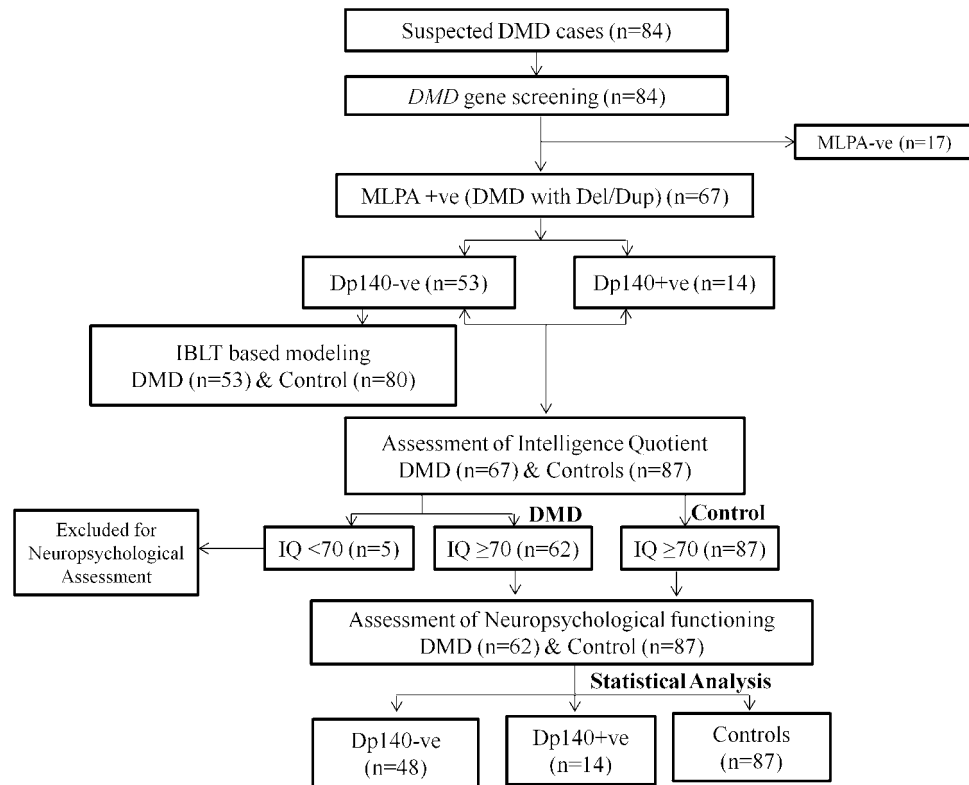 Suspected DMD cases (n=84)
DMD gene screening (n=84)
MLPA-ve (n=17)
MLPA +ve (DMD with Del/Dup) (n=67)
Dp140-ve (n=53)
Dp140+ve (n=14)
IBLT based modeling
DMD (n=53) & Control (n=80)
Assessment of Intelligence Quotient
DMD (n=67) & Controls (n=87)
DMD
Control
Excluded for
Neuropsychological
Assessment
IQ <70 (n=5)
IQ ≥70 (n=62)
IQ ≥70 (n=87)
Assessment of Neuropsychological functioning
DMD (n=62) & Control (n=87)
Statistical Analysis
Dp140-ve
(n=48)
Dp140+ve
(n=14)
Controls
(n=87)